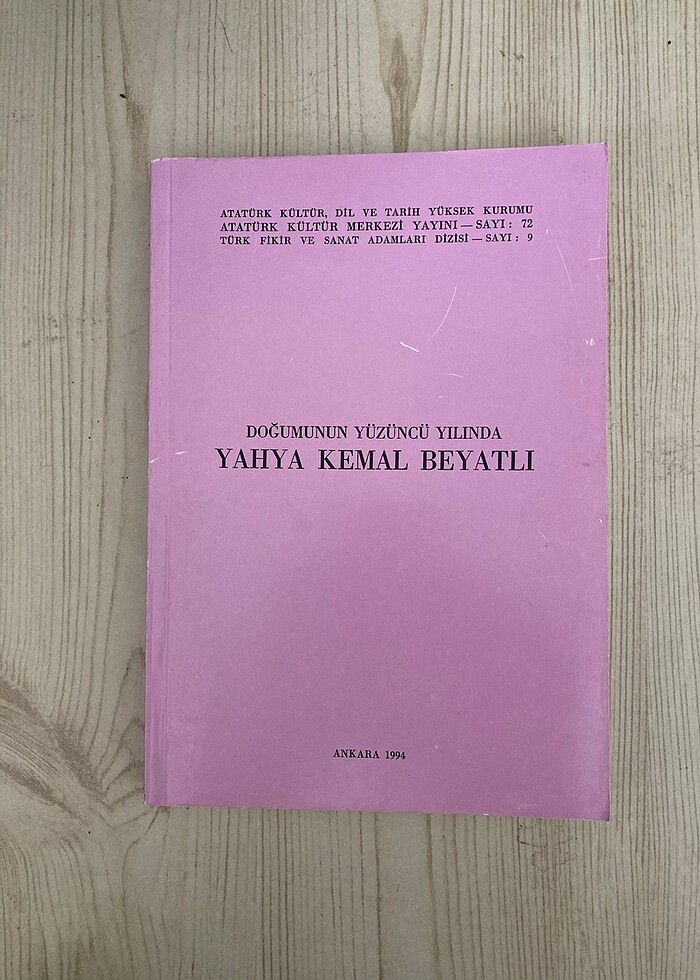 ATATÜRK KÜLTÜR, DİL VE TARİH YÜKSEK KURUMU
ATATÜRK KÜLTÜR MERKEZİ YAYINI — SAYI : 72
TÜRK FİKİR VE SANAT ADAMLARI DİZİSİ — SAYI : 9
DOĞUMUNUN YÜZÜNCÜ YILINDA
YAHYA KEMAL BEYATLI
ANKARA 1994